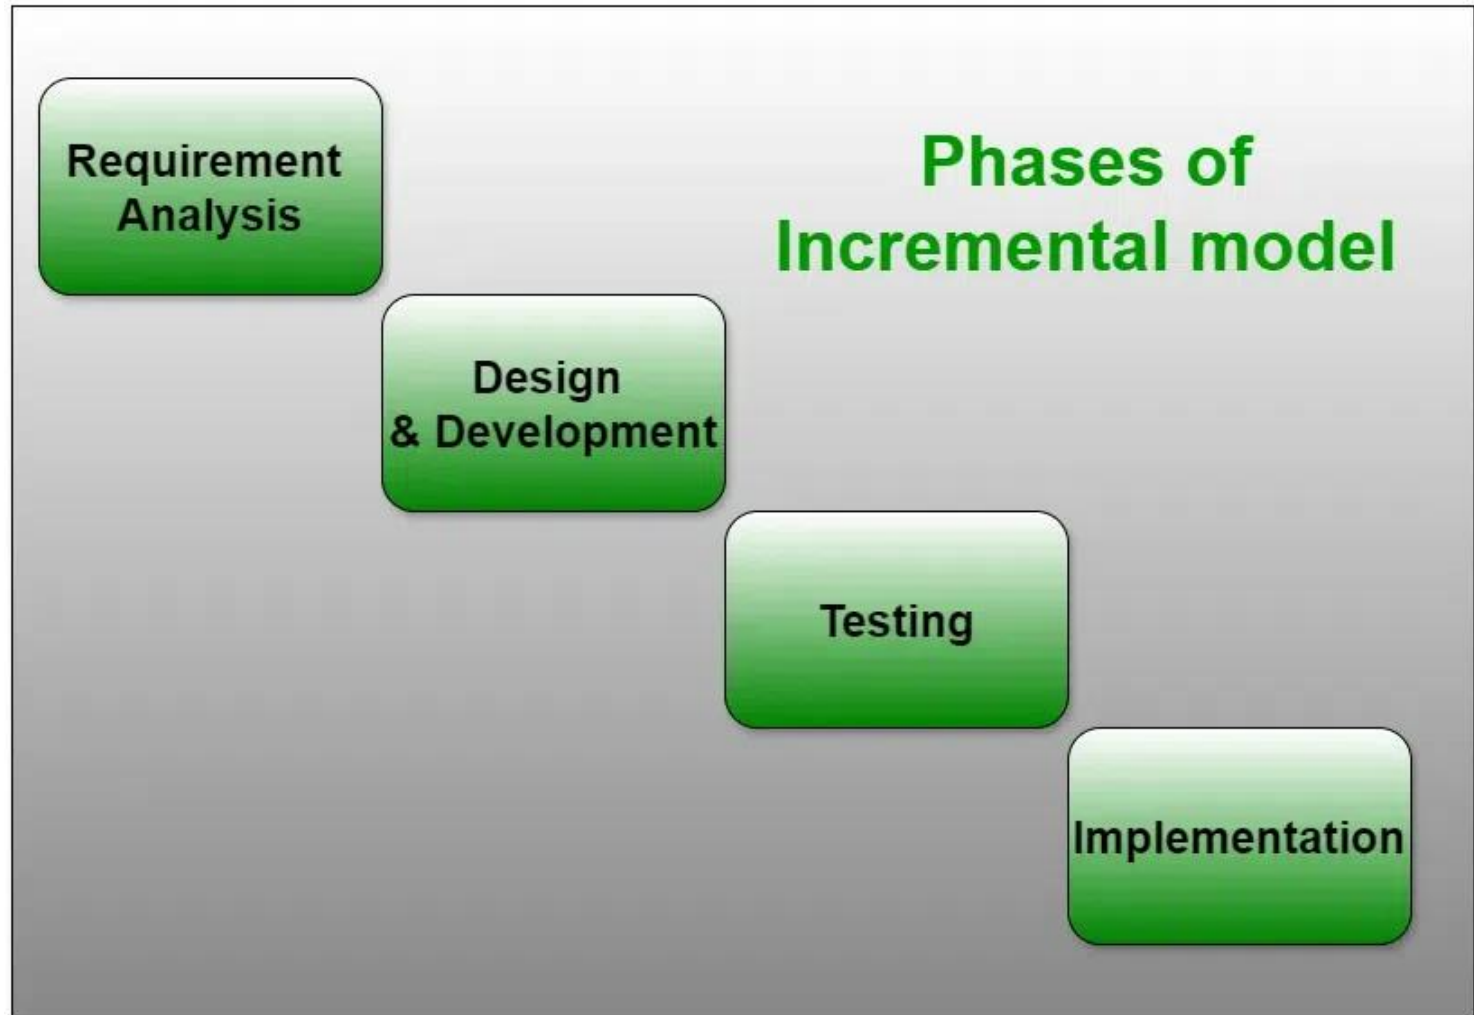 Requirement
Analysis
Phases of
Incremental model
Design
& Development
Testing
Implementation